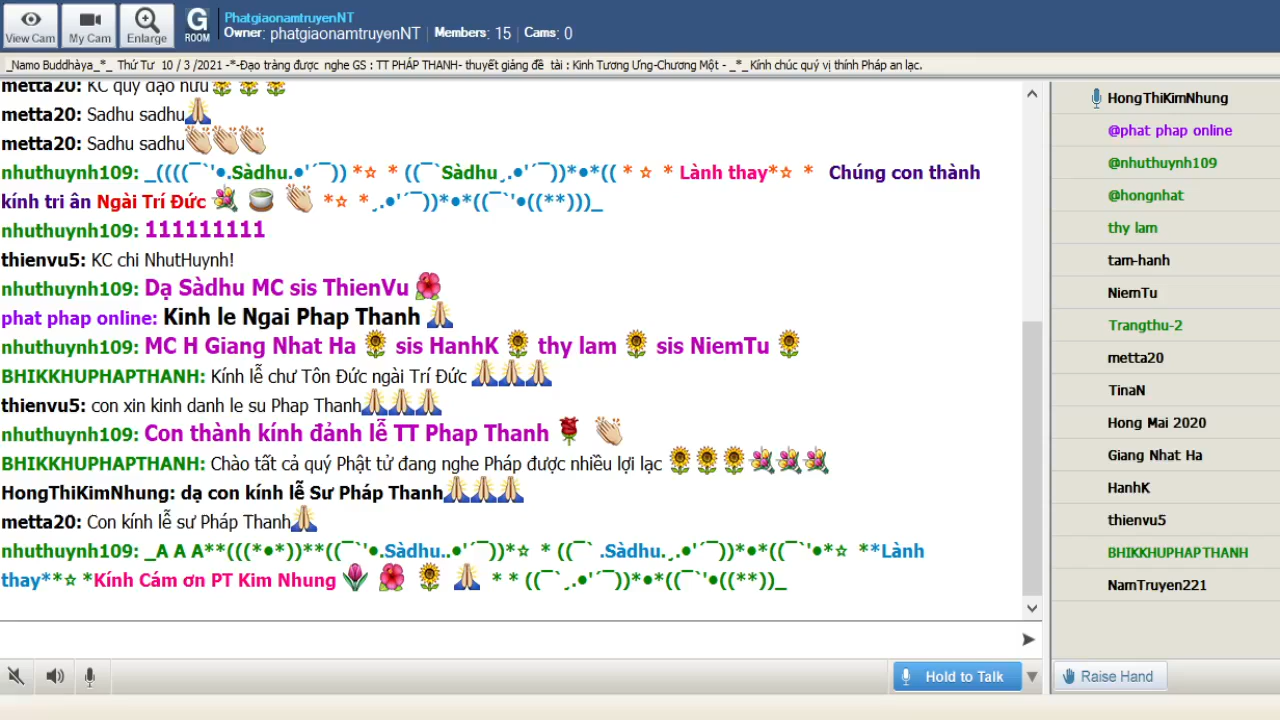 View Cam
My Cam
Enlarge
G
ROOM
PhatgiaonamtruyenNT
Owner: phatgiaonamtruyenNT | Members: 15 | Cams: 0
_Namo Buddhàya_*_ Thứ Tư 10 / 3 /2021 -*-Đạo tràng được nghe GS : TT PHÁP THANH- thuyết giảng đề tài : Kinh Tương Ưng-Chương Một - _*_Kính chúc quý vị thính Pháp an lạc.
metta20: KC quý đạo hữu🌻🌻🌻
metta20: Sadhu sadhu🙏
metta20: Sadhu sadhu👏👏👏
nhuthuynh109: _((((¯`'•.Sàdhu.•'´¯)) *☆ * ((¯`Sàdhu¸.•'´¯))*•*(( * ☆ * Lành thay*☆ * Chúng con thành
kính tri ân Ngài Trí Đức 💐 🍵 👏 *☆ *¸.•'´¯))*•*((¯`'•((**)))_
nhuthuynh109: 111111111
thienvu5: KC chi NhutHuynh!
nhuthuynh109: Dạ Sàdhu MC sis ThienVu 🌺
phat phap online: Kinh le Ngai Phap Thanh 🙏
nhuthuynh109: MC H Giang Nhat Ha 🌻 sis HanhK 🌻 thy lam 🌻 sis NiemTu 🌻
BHIKKHUPHAPTHANH: Kính lễ chư Tôn Đức ngài Trí Đức 🙏🙏🙏
thienvu5: con xin kinh danh le su Phap Thanh🙏🙏🙏
nhuthuynh109: Con thành kính đảnh lễ TT Phap Thanh 🌹 👏
BHIKKHUPHAPTHANH: Chào tất cả quý Phật tử đang nghe Pháp được nhiều lợi lạc 🌻🌻🌻💐💐💐
HongThiKimNhung: dạ con kính lễ Sư Pháp Thanh🙏🙏🙏
metta20: Con kính lễ sư Pháp Thanh🙏
nhuthuynh109: _A A A**(((*•*))**((¯`'•.Sàdhu..•'´¯))*☆ * ((¯` .Sàdhu.¸.•'´¯))*•*((¯`'•*☆ **Lành
thay**☆ *Kính Cám ơn PT Kim Nhung 🌷 🌺 🌻 🙏 * * ((¯`¸.•'´¯))*•*((¯`'•((**))_
Hold to Talk
HongThiKimNhung
@phat phap online
@nhuthuynh109
@hongnhat
thy lam
tam-hanh
NiemTu
Trangthu-2
metta20
TinaN
Hong Mai 2020
Giang Nhat Ha
HanhK
thienvu5
BHIKKHUPHAPTHANH
NamTruyen221
Raise Hand